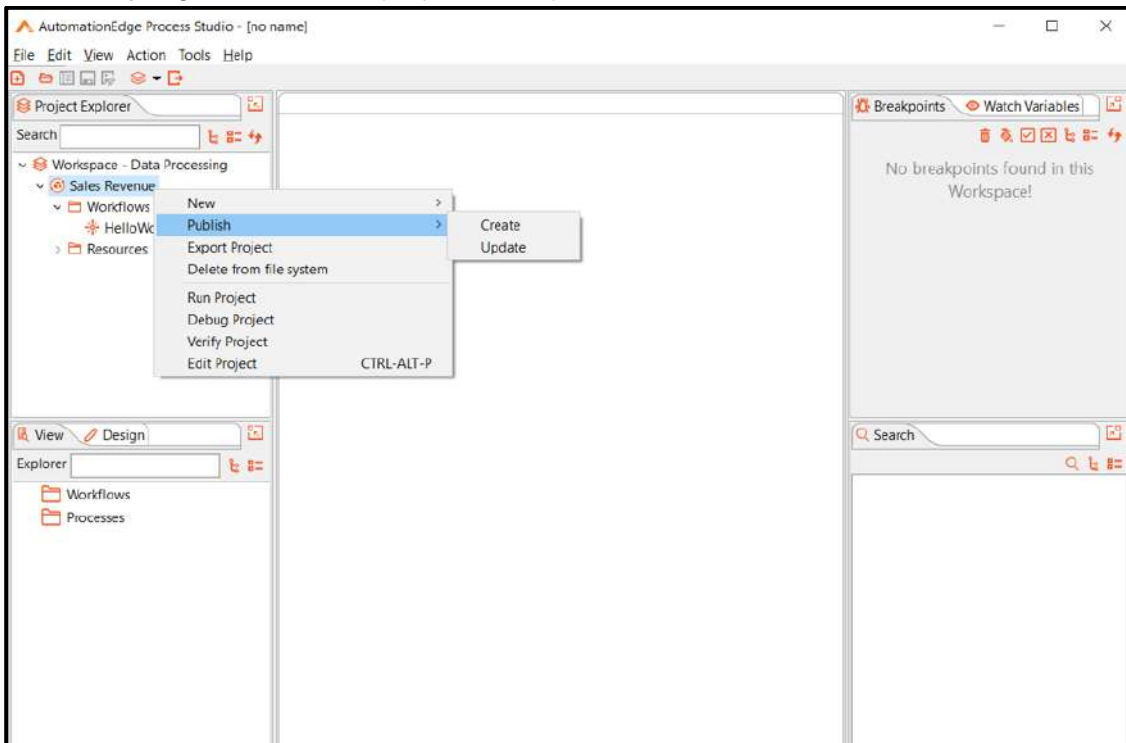 AutomationEdge Process Studio - [no name]
File Edit View Action Tools Help
Project Explorer
Search
Workspace - Data Processing
Sales Revenue
Workflows
HelloWo
Resources
New
Publish
Export Project
Delete from file system
Run Project
Debug Project
Verify Project
Edit Project CTRL-ALT-P
Create
Update
Breakpoints Watch Variables
No breakpoints found in this
Workspace!
View Design
Explorer
Workflows
Processes
Search